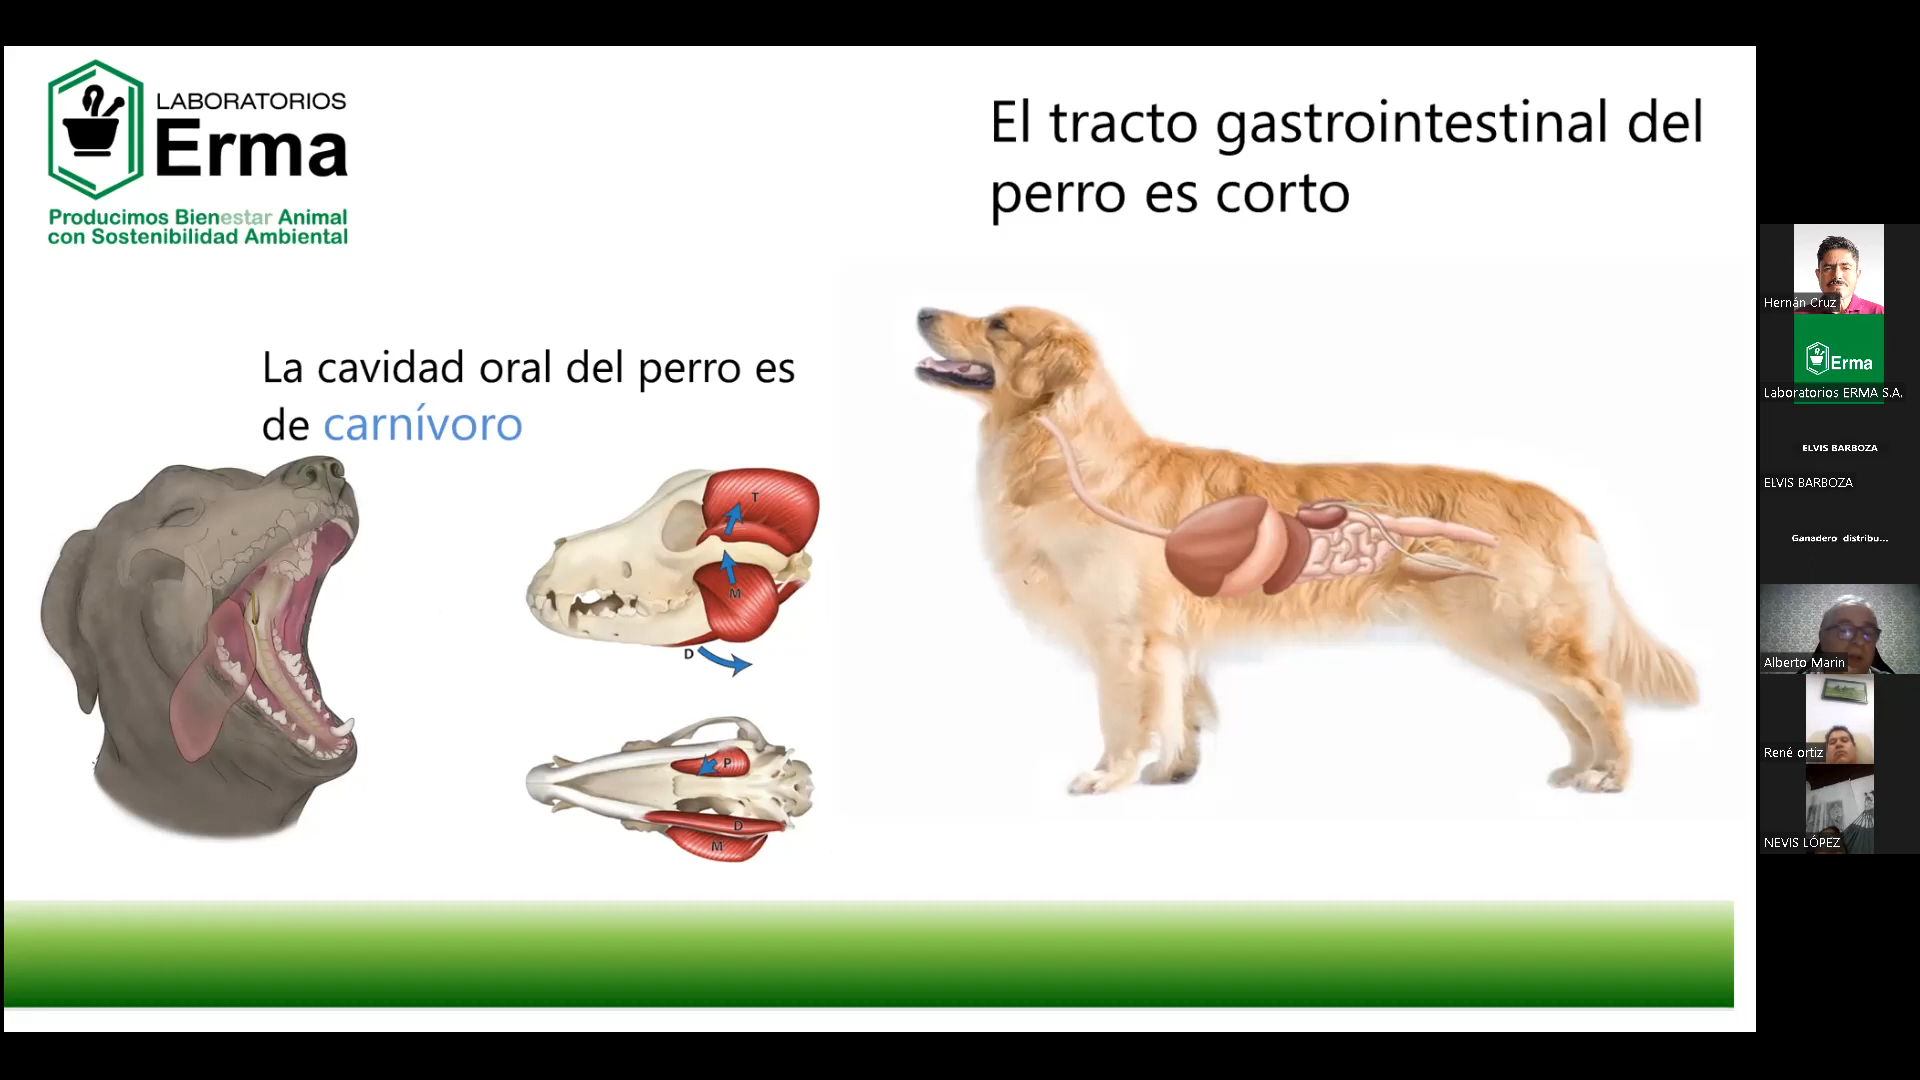 LABORATORIOS
Erma
Producimos Bienestar Animal
con Sostenibilidad Ambiental
El tracto gastrointestinal del
perro es corto
La cavidad oral del perro es
de carnívoro
T
M
D
P
D
M
Hernán Cruz
Erma
Laboratorios ERMA S.A.
ELVIS BARBOZA
ELVIS BARBOZA
Ganadero distribu...
Alberto Marin
René ortiz
NEVIS LÓPEZ